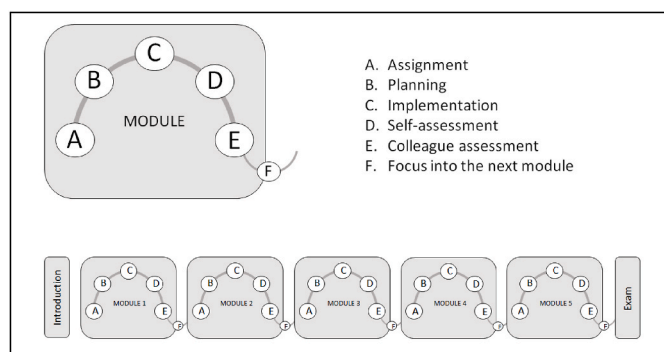 C
B
D
A
MODULE
E
F
A. Assignment
B. Planning
C. Implementation
D. Self-assessment
E. Colleague assessment
F. Focus into the next module
Introduction
C
B
D
A
MODULE 1
E
F
C
B
D
A
MODULE 2
E
F
C
B
D
A
MODULE 3
E
F
C
B
D
A
MODULE 4
E
F
C
B
D
A
MODULE 5
E
F
Exam